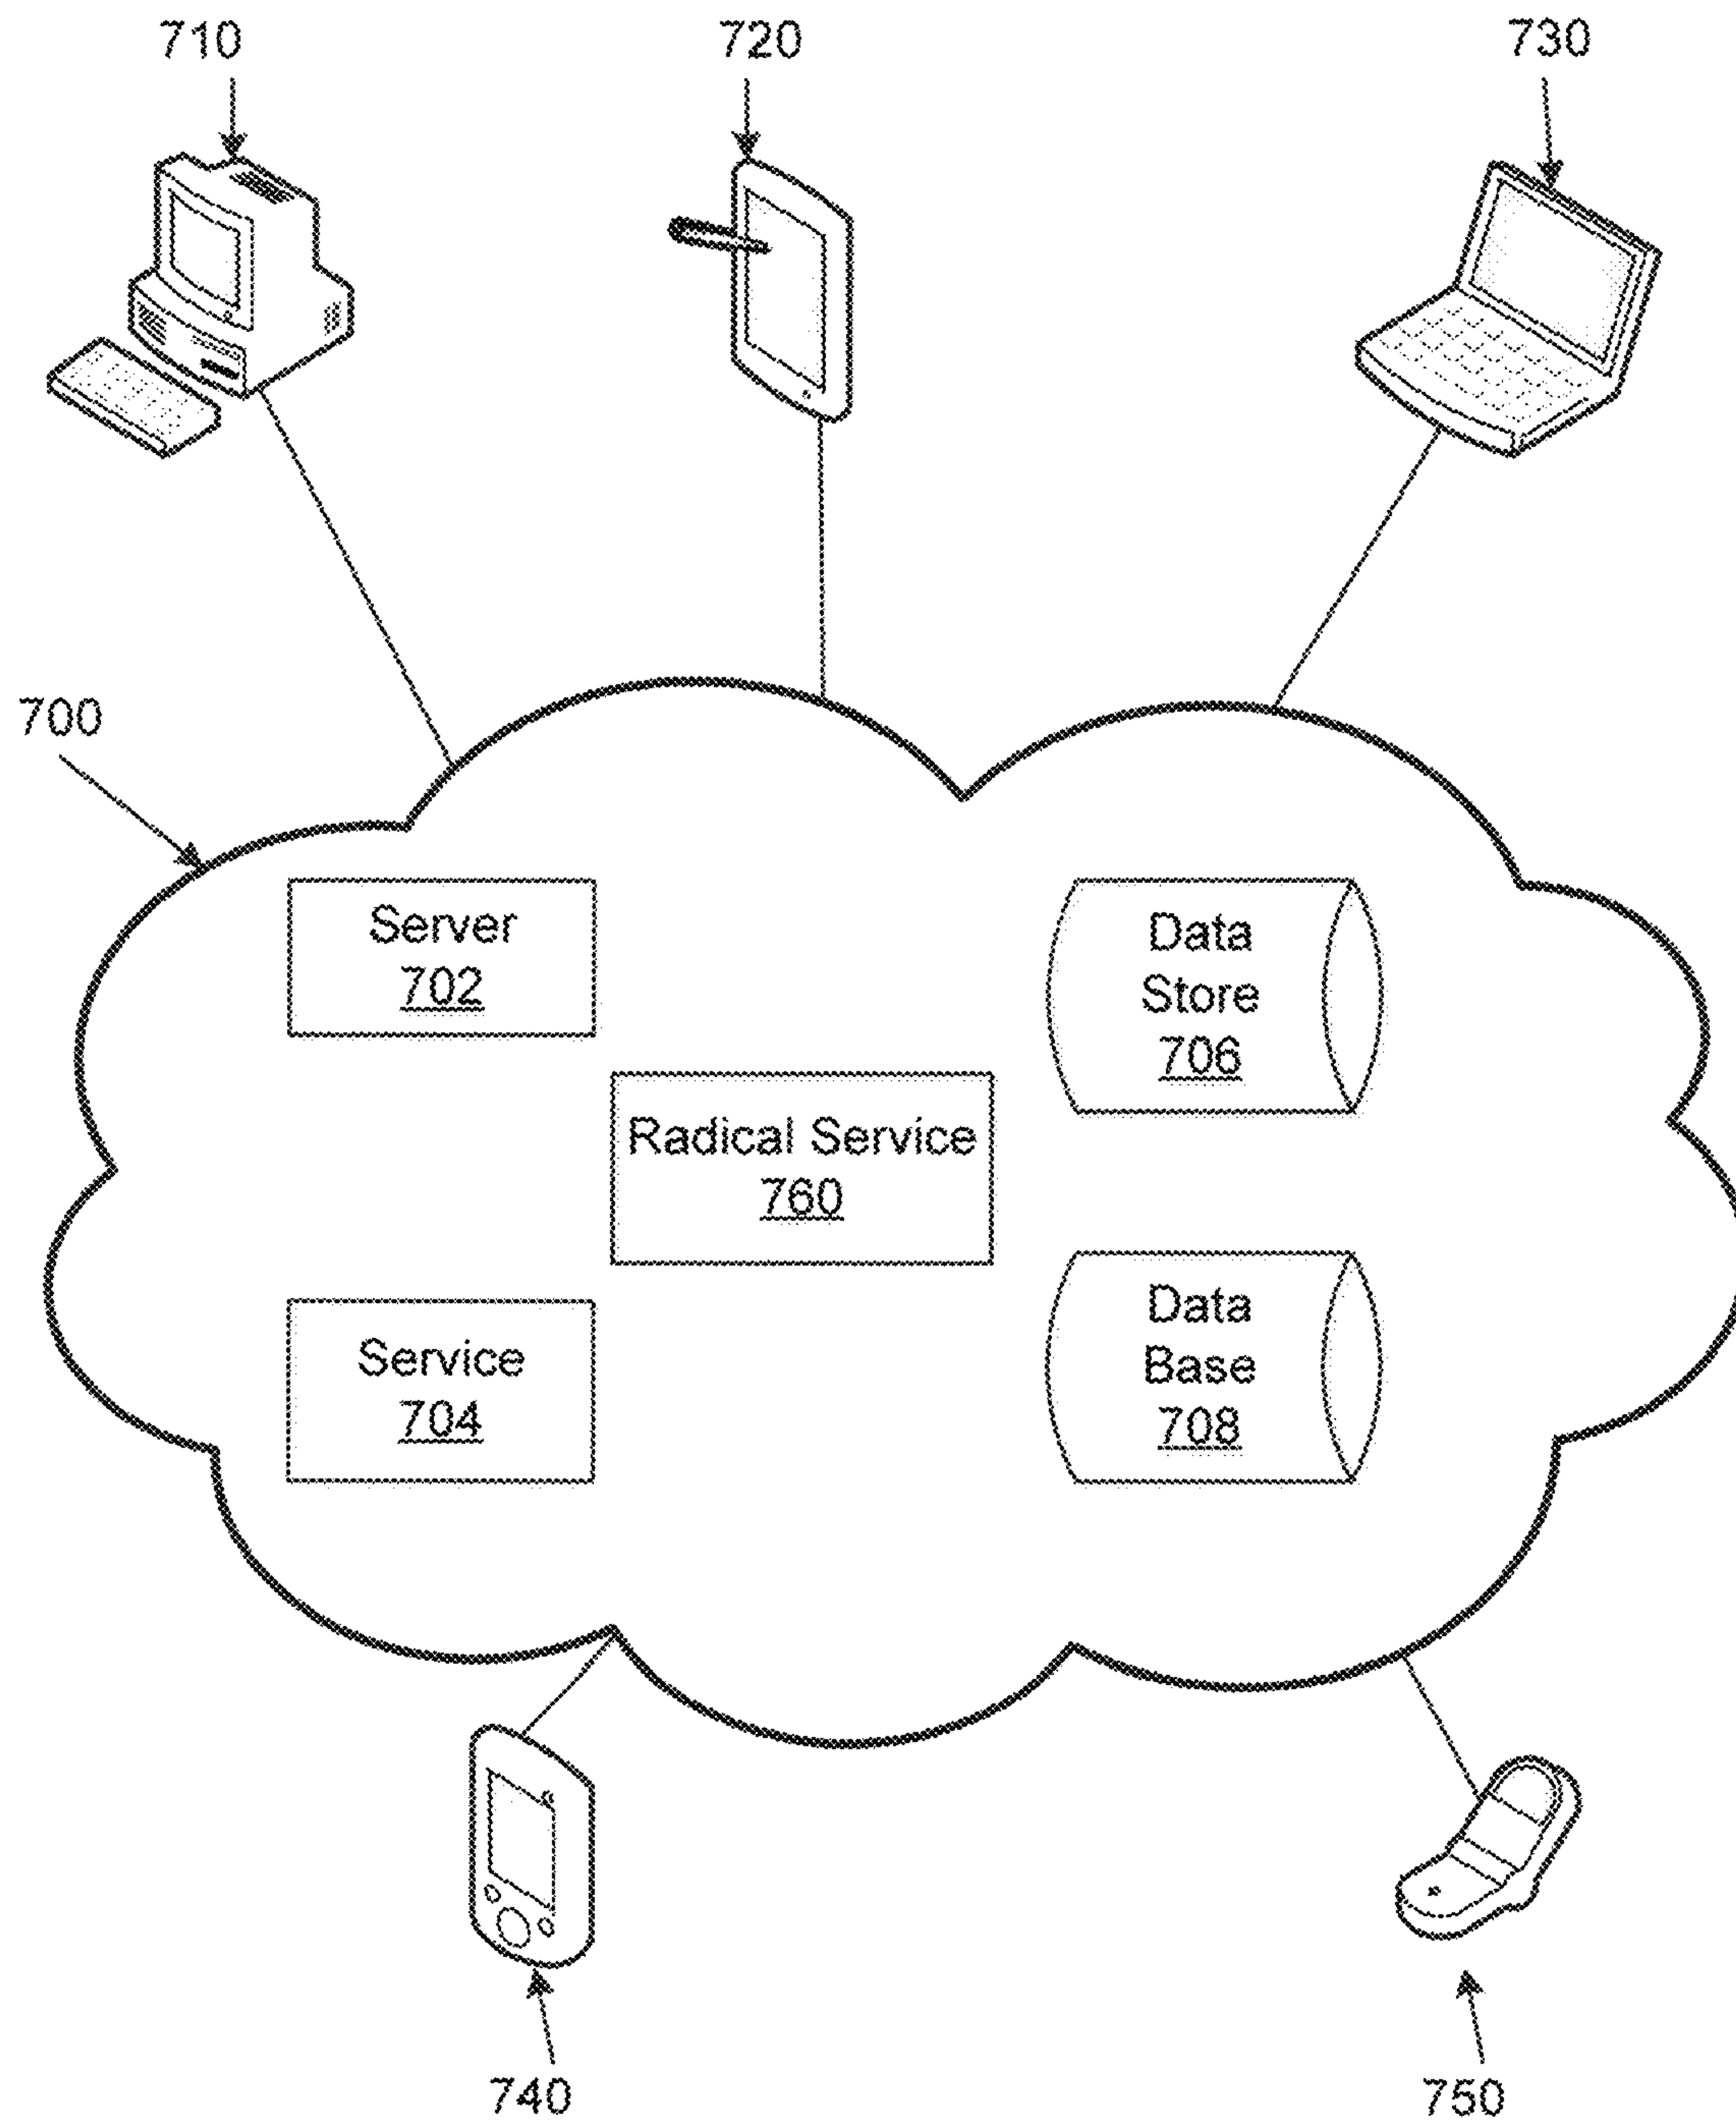 710
720
730
700
Server
702
Data
Store
706
Radical Service
760
Service
704
Data
Base
708
740
750